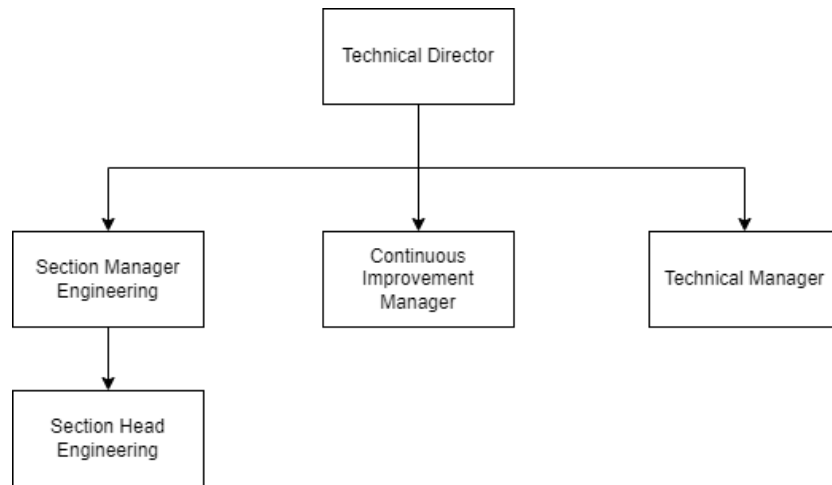 Technical Director
Section Manager
Engineering
Continuous
Improvement
Manager
Technical Manager
Section Head
Engineering